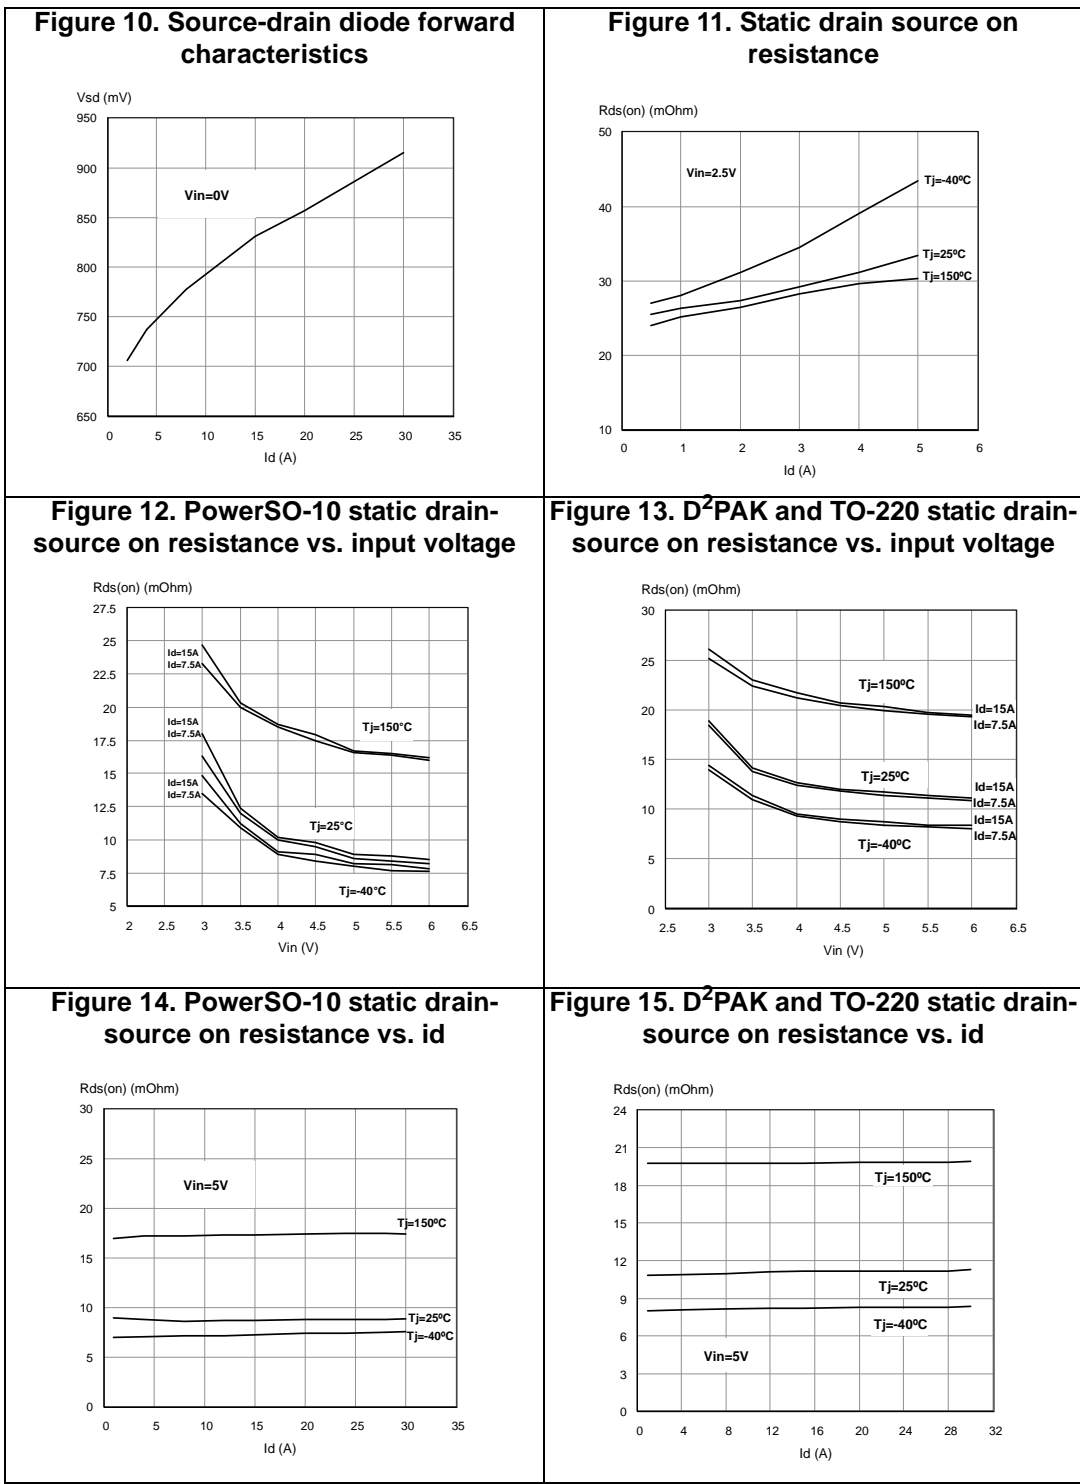 Figure 10. Source-drain diode forward
characteristics
Vsd (mV)
950
900
850
800
750
700
650
Vin=0V
0 5 10 15 20 25 30 35
Id (A)
Figure 11. Static drain source on
resistance
Rds(on) (mOhm)
50
40
30
20
10
Vin=2.5V
Tj=-40ºC
Tj=25ºC
Tj=150ºC
0 1 2 3 4 5 6
Id (A)
Figure 12. PowerSO-10 static drain-
source on resistance vs. input voltage
Rds(on) (mOhm)
27.5
25
22.5
20
17.5
15
12.5
10
7.5
5
Id=15A
Id=7.5A
Tj=150°C
Id=15A
Id=7.5A
Id=15A
Id=7.5A
Tj=25°C
Tj=-40°C
2 2.5 3 3.5 4 4.5 5 5.5 6 6.5
Vin (V)
Figure 13. D²PAK and TO-220 static drain-
source on resistance vs. input voltage
Rds(on) (mOhm)
30
25
20
15
10
5
0
Tj=150ºC
Id=15A
Id=7.5A
Tj=25ºC
Id=15A
Id=7.5A
Id=15A
Id=7.5A
Tj=-40ºC
2.5 3 3.5 4 4.5 5 5.5 6 6.5
Vin (V)
Figure 14. PowerSO-10 static drain-
source on resistance vs. id
Rds(on) (mOhm)
30
25
20
15
10
5
0
Vin=5V
Tj=150ºC
Tj=25ºC
Tj=-40ºC
0 5 10 15 20 25 30 35
Id (A)
Figure 15. D²PAK and TO-220 static drain-
source on resistance vs. id
Rds(on) (mOhm)
24
21
18
15
12
9
6
3
0
Tj=150ºC
Tj=25ºC
Tj=-40ºC
Vin=5V
0 4 8 12 16 20 24 28 32
Id (A)